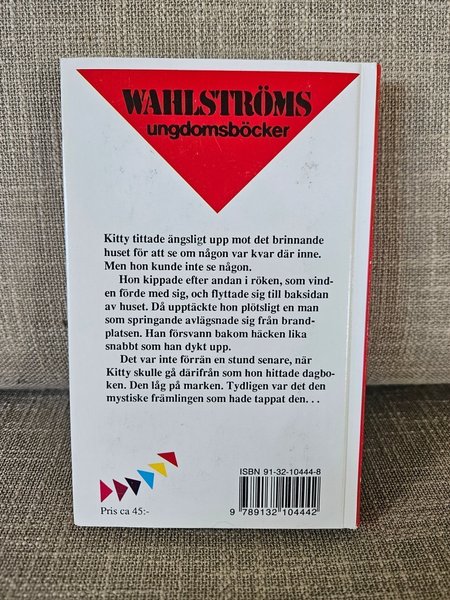 WAHLSTRÖMS
ungdomsböcker
Kitty tittade ängsligt upp mot det brinnande
huset för att se om någon var kvar där inne.
Men hon kunde inte se någon.
Hon kippade efter andan i röken, som vind-
en förde med sig, och flyttade sig till baksidan
av huset. Då upptäckte hon plötsligt en man
som springande avlägsnade sig från brand-
platsen. Han försvann bakom häcken lika
snabbt som han dykt upp.
Det var inte förrän en stund senare, när
Kitty skulle gå därifrån som hon hittade dagbo-
ken. Den låg på marken. Tydligen var det den
mystiske främlingen som hade tappat den. . .
ISBN 91-32-10444-8
Pris ca 45:-
9 789132 104442